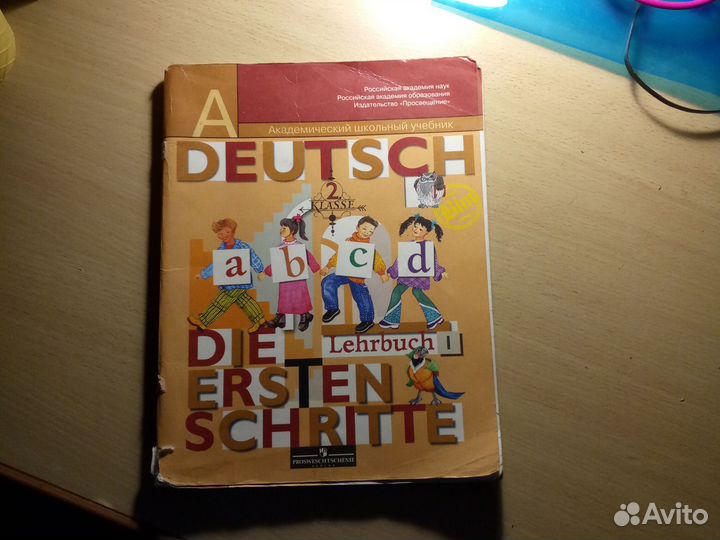 Российская академия наук
Российская академия образования
Издательство «Просвещение»
А
Академический школьный учебник
DEUTSCH
2
KLASSE
a b c d
Lehrbuch 1
DIE
ERSTEN
SCHRITTE
PROSWESCHTSCHENIE
Avito